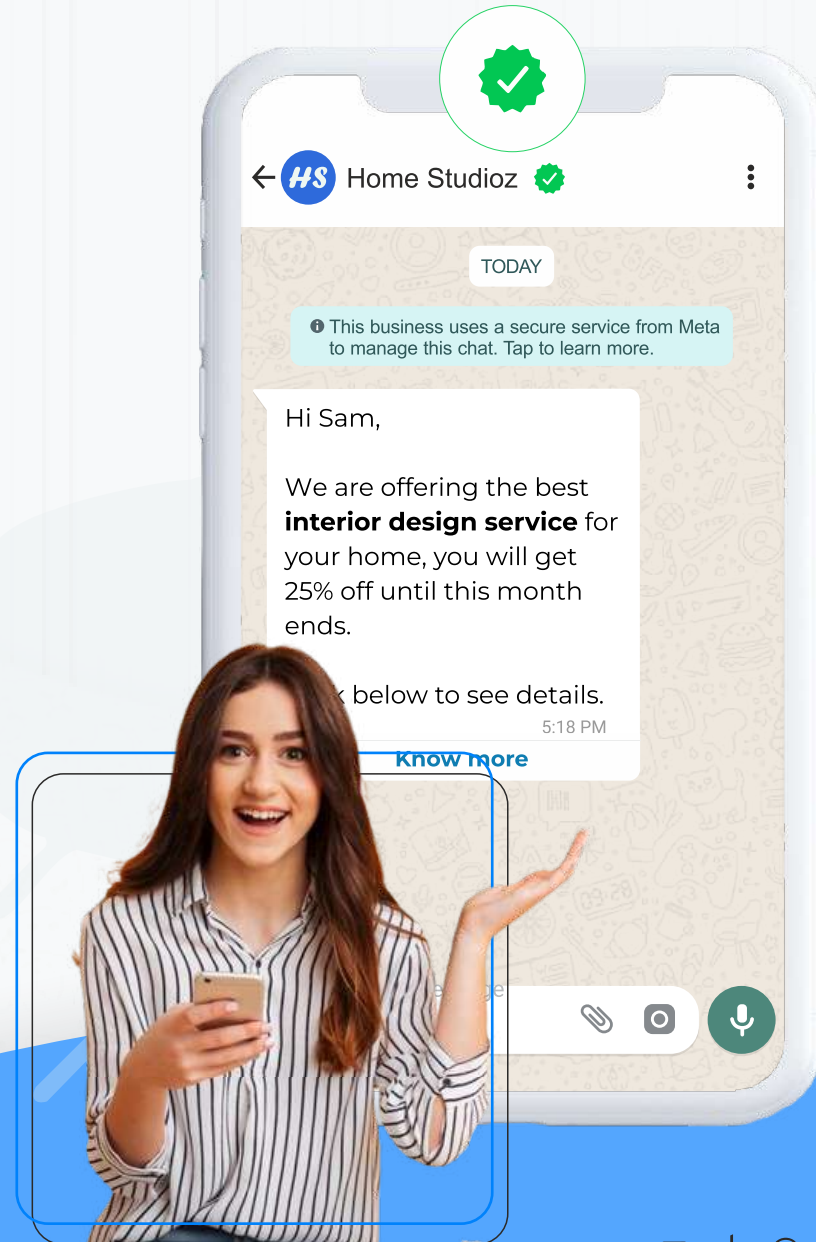 HS Home Studioz
TODAY
This business uses a secure service from Meta
to manage this chat. Tap to learn more.
Hi Sam,
We are offering the best
interior design service for
your home, you will get
25% off until this month
ends.
below to see details.
5:18 PM
Know more